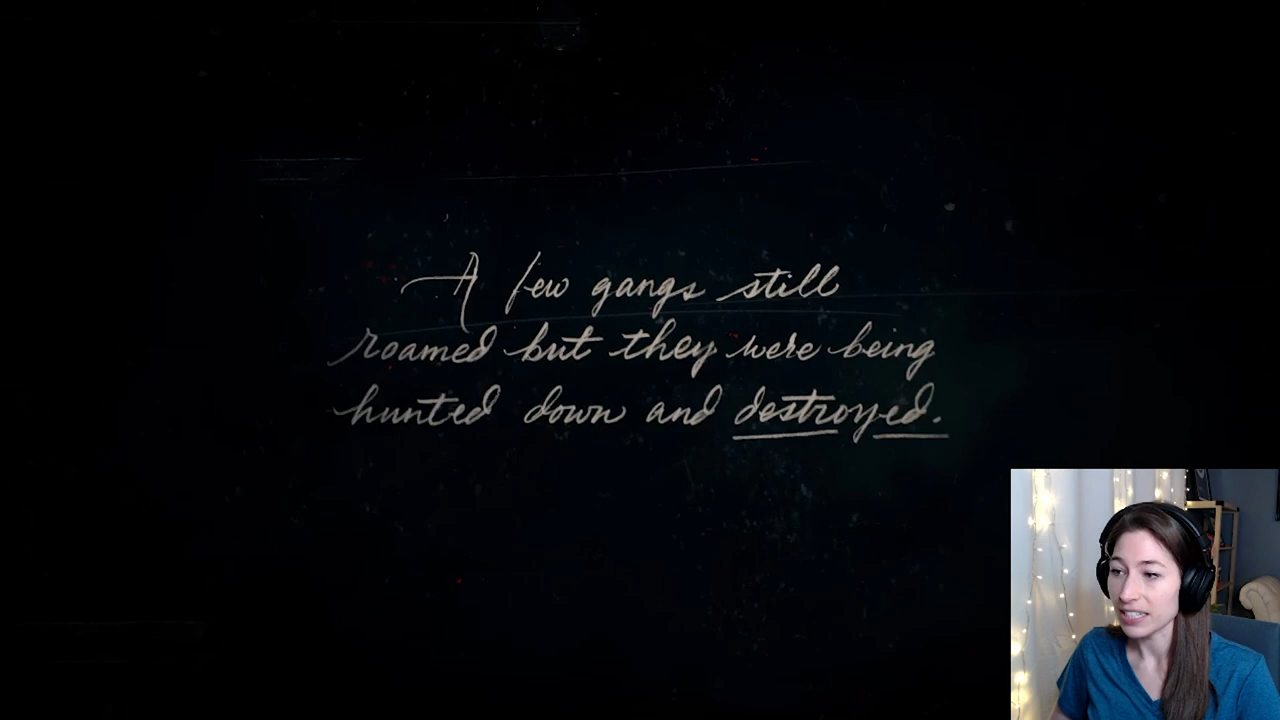 A few gangs still
roamed but they were being
hunted down and destroyed.